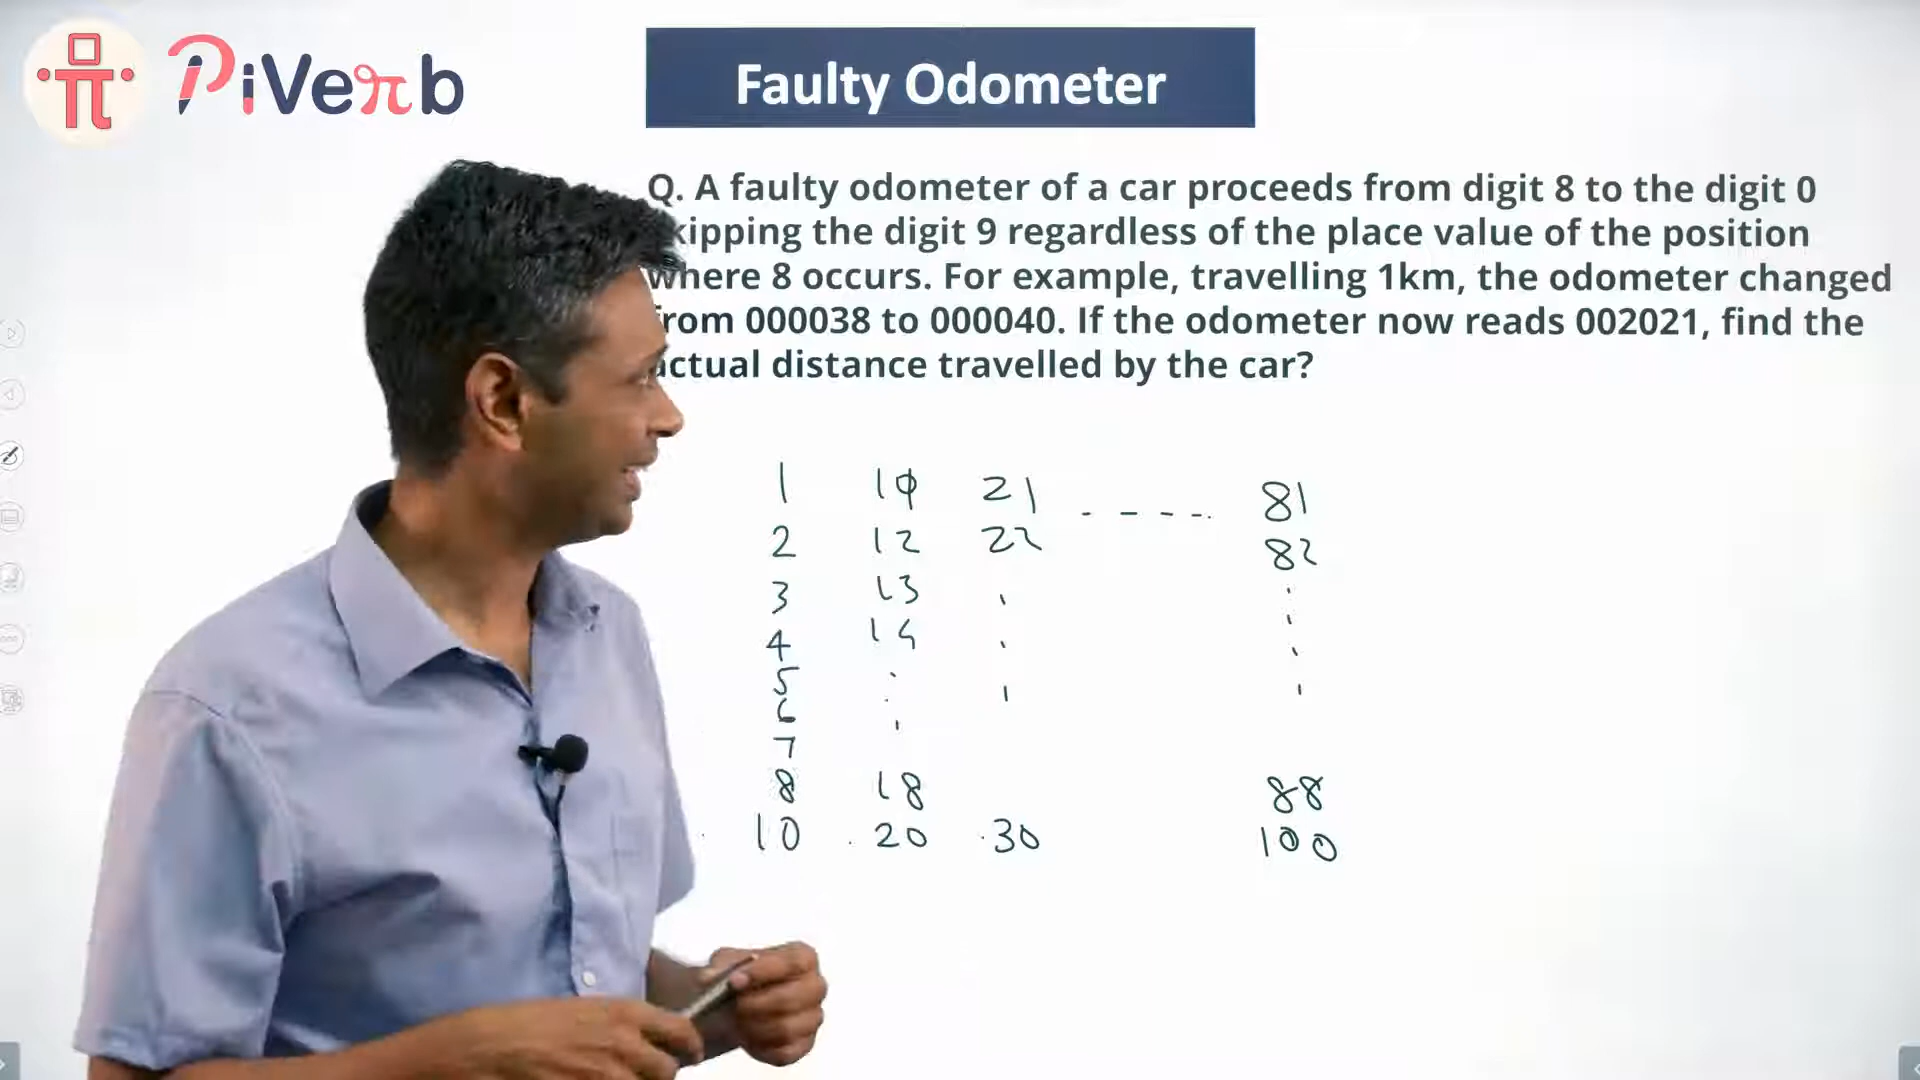 PiVeπb
Faulty Odometer
Q. A faulty odometer of a car proceeds from digit 8 to the digit 0
kipping the digit 9 regardless of the place value of the position
where 8 occurs. For example, travelling 1km, the odometer changed
from 000038 to 000040. If the odometer now reads 002021, find the
actual distance travelled by the car?
1 10 21 - - - - 81
2 12 22 82
3 13
4 14
5
6
7
8 18 88
10 20 30 100